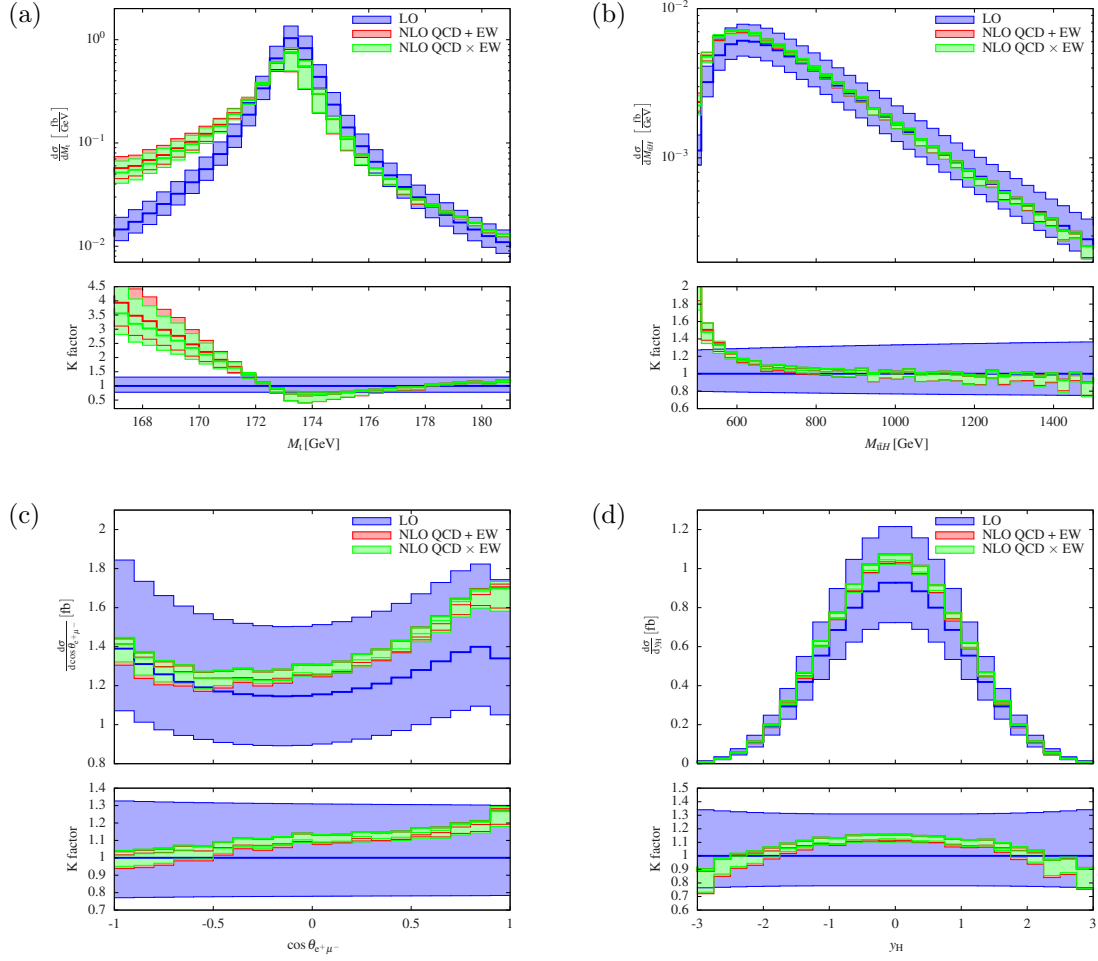 (a)
LO
NLO QCD + EW
NLO QCD × EW
10⁰
10⁻¹
10⁻²
dσ/dM_t [fb/GeV]
4.5
4
3.5
3
2.5
2
1.5
1
0.5
K factor
168 170 172 174 176 178 180
M_t [GeV]
(b)
LO
NLO QCD + EW
NLO QCD × EW
10⁻²
10⁻³
dσ/dM_tt̄H [fb/GeV]
2
1.8
1.6
1.4
1.2
1
0.8
0.6
K factor
600 800 1000 1200 1400
M_tt̄H [GeV]
(c)
LO
NLO QCD + EW
NLO QCD × EW
2
1.8
1.6
1.4
1.2
1
0.8
dσ/dcos θ_e⁺μ⁻ [fb]
1.4
1.3
1.2
1.1
1
0.9
0.8
0.7
K factor
-1 -0.5 0 0.5 1
cos θ_e⁺μ⁻
(d)
LO
NLO QCD + EW
NLO QCD × EW
1.2
1
0.8
0.6
0.4
0.2
0
dσ/dy_H [fb]
1.5
1.4
1.3
1.2
1.1
1
0.9
0.8
0.7
0.6
K factor
-3 -2 -1 0 1 2 3
y_H